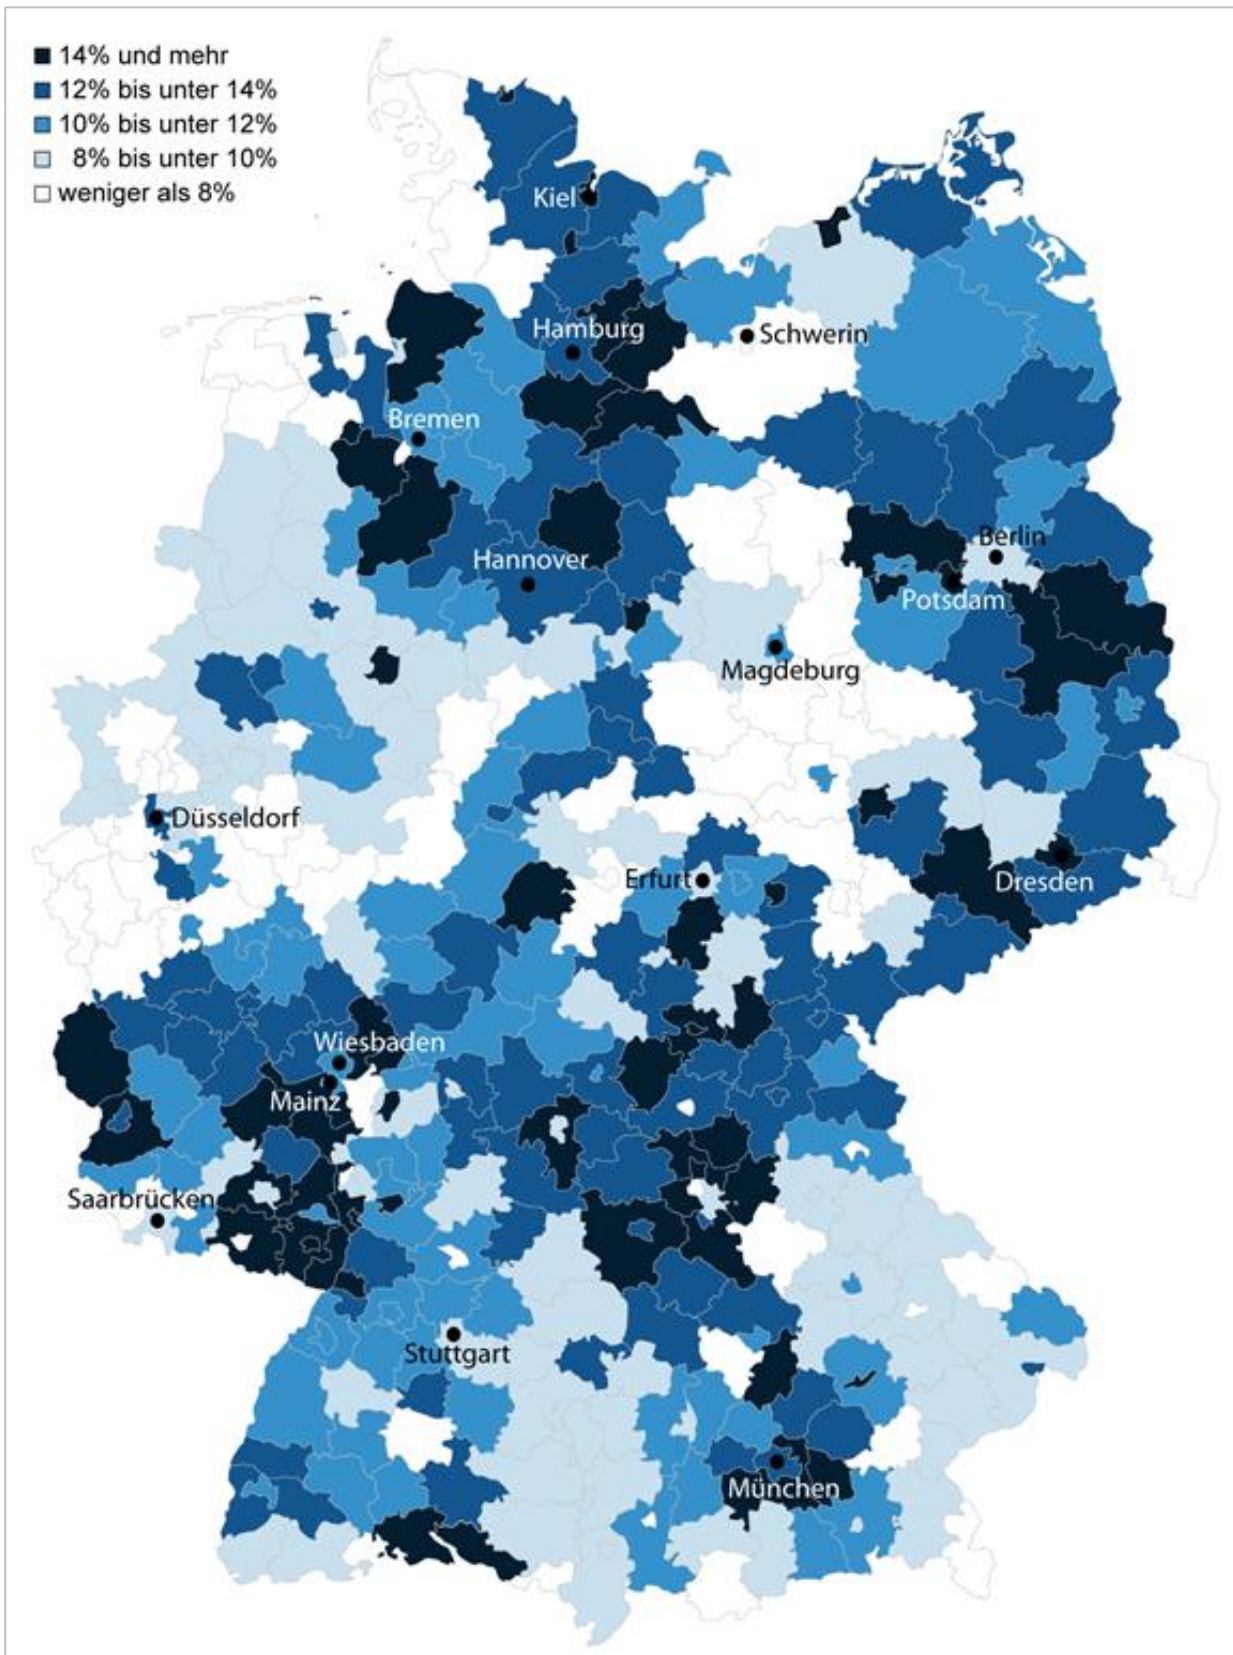 14% und mehr
12% bis unter 14%
10% bis unter 12%
8% bis unter 10%
weniger als 8%
Kiel
Hamburg
Schwerin
Bremen
Berlin
Hannover
Potsdam
Magdeburg
Düsseldorf
Erfurt
Dresden
Wiesbaden
Mainz
Saarbrücken
Stuttgart
München